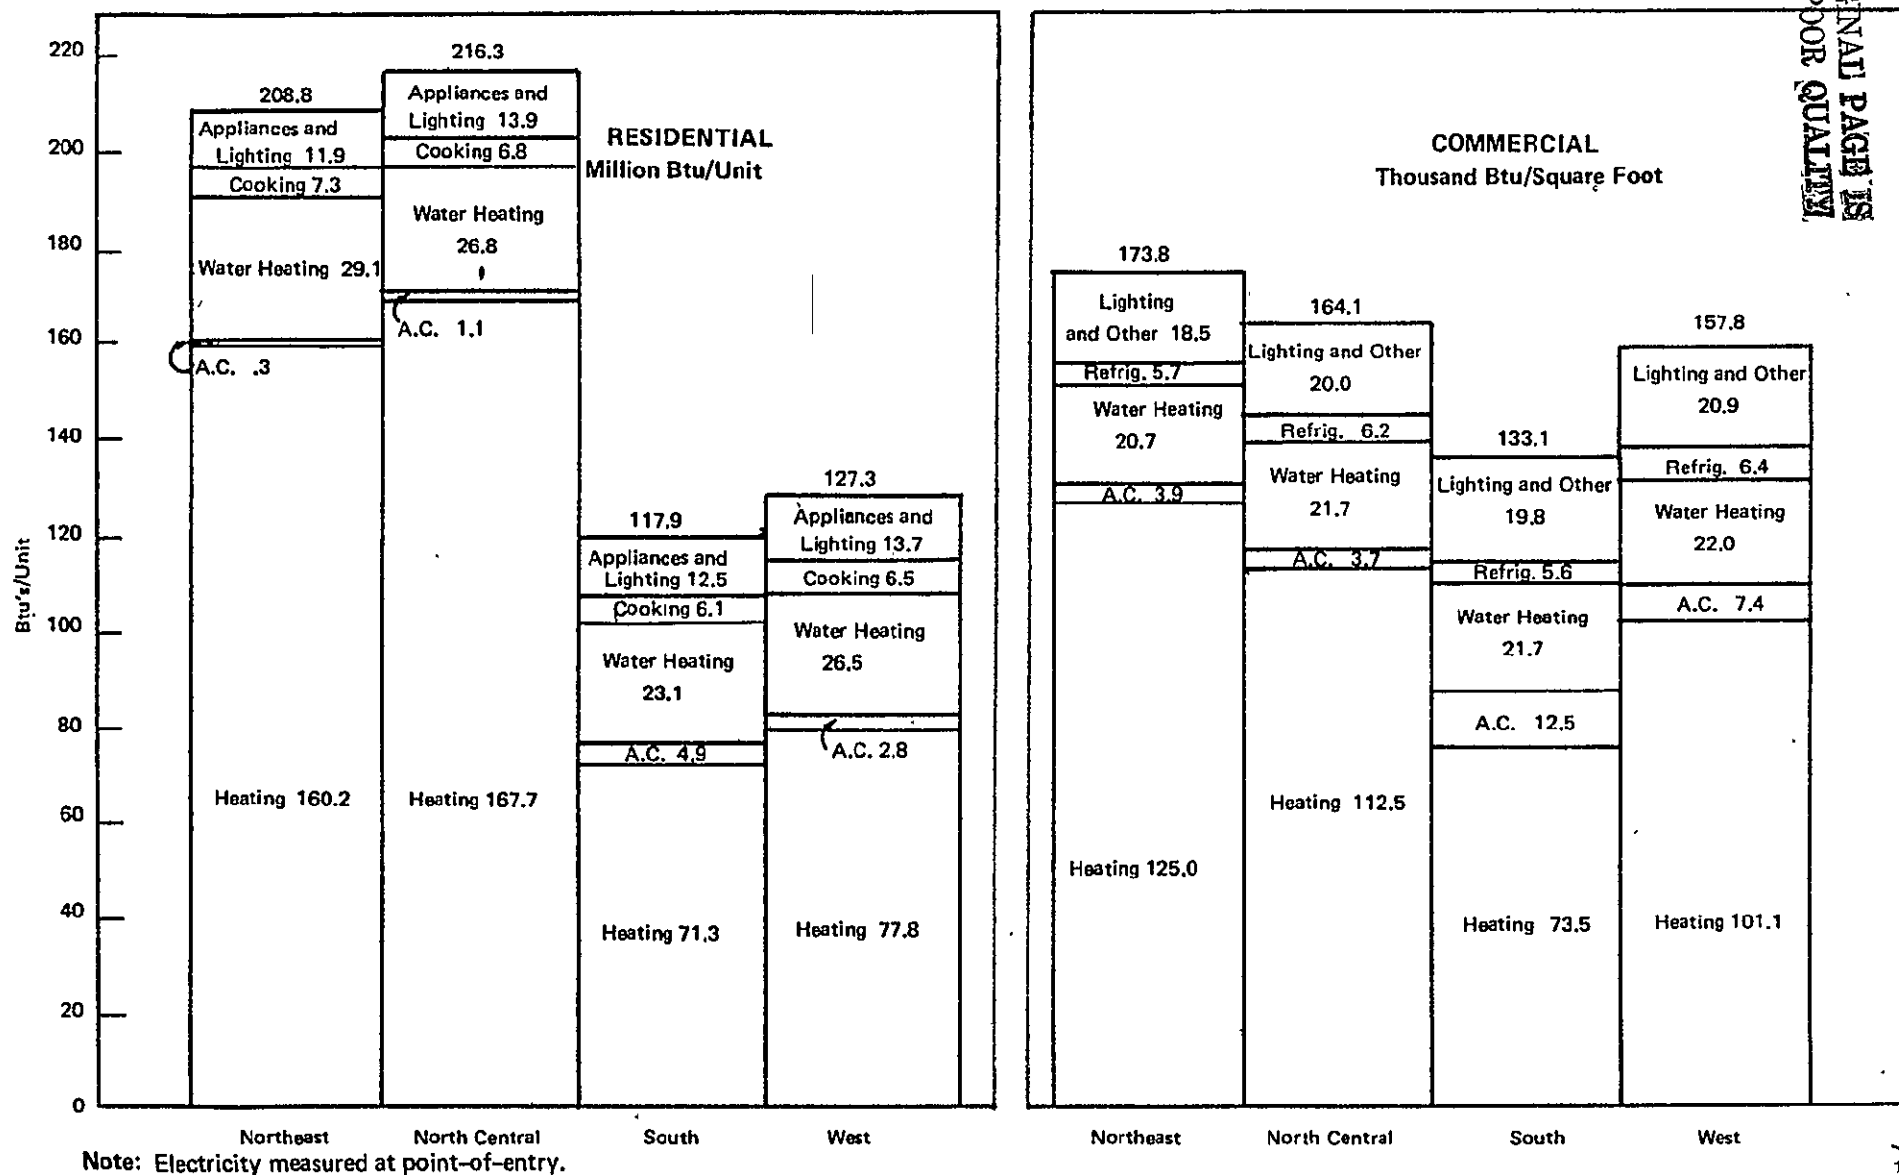 INAL PAGE IS
POOR QUALITY
RESIDENTIAL
Million Btu/Unit
Btu's/Unit
220
200
180
160
140
120
100
80
60
40
20
0
208.8
Appliances and
Lighting 11.9
Cooking 7.3
Water Heating 29.1
A.C. .3
Heating 160.2
Northeast
216.3
Appliances and
Lighting 13.9
Cooking 6.8
Water Heating
26.8
A.C. 1.1
Heating 167.7
North Central
117.9
Appliances and
Lighting 12.5
Cooking 6.1
Water Heating
23.1
A.C. 4.9
Heating 71.3
South
127.3
Appliances and
Lighting 13.7
Cooking 6.5
Water Heating
26.5
A.C. 2.8
Heating 77.8
West
COMMERCIAL
Thousand Btu/Square Foot
173.8
Lighting
and Other 18.5
Refrig. 5.7
Water Heating
20.7
A.C. 3.9
Heating 125.0
Northeast
164.1
Lighting and Other
20.0
Refrig. 6.2
Water Heating
21.7
A.C. 3.7
Heating 112.5
North Central
133.1
Lighting and Other
19.8
Refrig. 5.6
Water Heating
21.7
A.C. 12.5
Heating 73.5
South
157.8
Lighting and Other
20.9
Refrig. 6.4
Water Heating
22.0
A.C. 7.4
Heating 101.1
West
Note: Electricity measured at point-of-entry.